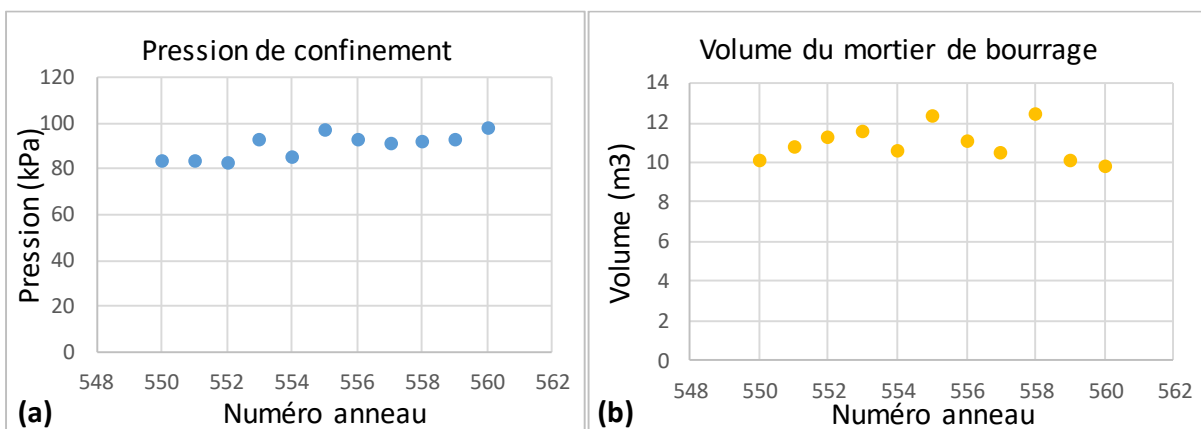 Pression de confinement
120
100
80
60
40
20
0
Pression (kPa)
548 550 552 554 556 558 560 562
Numéro anneau
(a)
Volume du mortier de bourrage
14
12
10
8
6
4
2
0
Volume (m3)
548 550 552 554 556 558 560 562
Numéro anneau
(b)